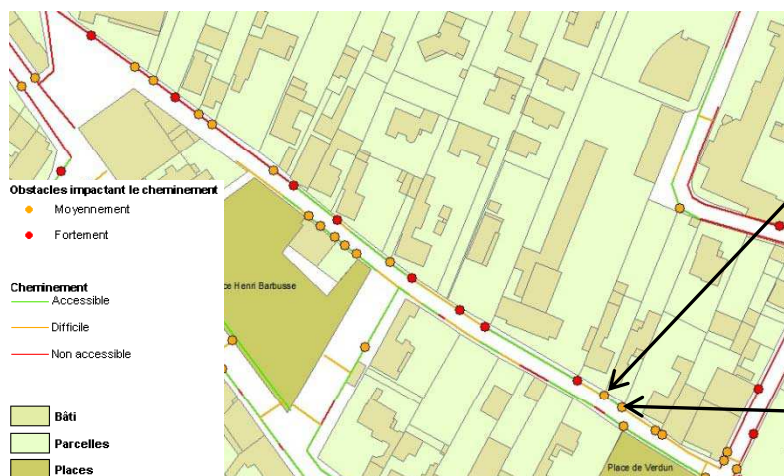 Obstacles impactant le cheminement
Moyennement
Fortement
Cheminement
Accessible
Difficile
Non accessible
Bâti
Parcelles
Places
ce Henri Barbusse
Place de Verdun